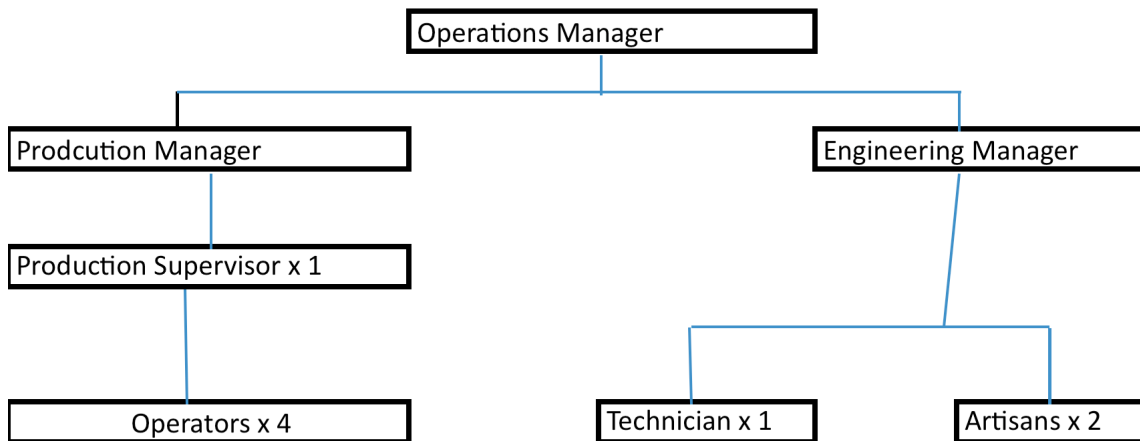 Operations Manager
Prodcution Manager
Engineering Manager
Production Supervisor x 1
Operators x 4
Technician x 1
Artisans x 2